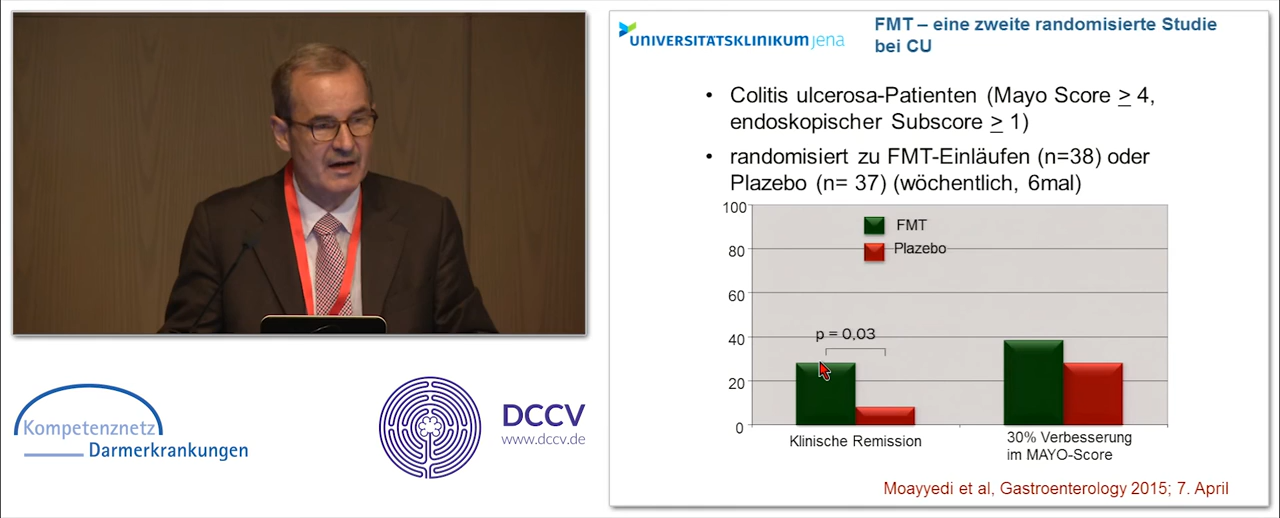 UNIVERSITÄTSKLINIKUM jena
FMT – eine zweite randomisierte Studie
bei CU
• Colitis ulcerosa-Patienten (Mayo Score ≥ 4,
endoskopischer Subscore ≥ 1)
• randomisiert zu FMT-Einläufen (n=38) oder
Plazebo (n= 37) (wöchentlich, 6mal)
100
80
60
40
20
0
FMT
Plazebo
p = 0,03
Klinische Remission
30% Verbesserung
im MAYO-Score
Moayyedi et al, Gastroenterology 2015; 7. April
Kompetenznetz
Darmerkrankungen
DCCV
www.dccv.de